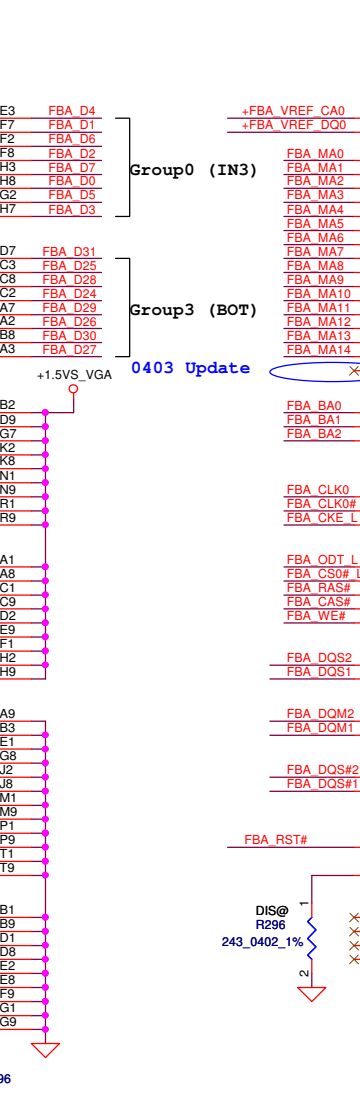 E3 FBA_D4
F7 FBA_D1
F2 FBA_D6
F8 FBA_D2
H3 FBA_D7
H8 FBA_D0
G2 FBA_D5
H7 FBA_D3
Group0 (IN3)
D7 FBA_D31
C3 FBA_D25
C8 FBA_D28
C2 FBA_D24
A7 FBA_D29
A2 FBA_D26
B8 FBA_D30
A3 FBA_D27
Group3 (BOT)
+1.5VS_VGA
0403 Update
B2
D9
G7
K2
K8
N1
N9
R1
R9
A1
A8
C1
C9
D2
E9
F1
H2
H9
A9
B3
E1
G8
J2
J8
M1
M9
P1
P9
T1
T9
B1
B9
D1
D8
E2
E8
F9
G1
G9
96
+FBA_VREF_CA0
+FBA_VREF_DQ0
FBA_MA0
FBA_MA1
FBA_MA2
FBA_MA3
FBA_MA4
FBA_MA5
FBA_MA6
FBA_MA7
FBA_MA8
FBA_MA9
FBA_MA10
FBA_MA11
FBA_MA12
FBA_MA13
FBA_MA14
FBA_BA0
FBA_BA1
FBA_BA2
FBA_CLK0
FBA_CLK0#
FBA_CKE_L
FBA_ODT_L
FBA_CS0#_L
FBA_RAS#
FBA_CAS#
FBA_WE#
FBA_DQS2
FBA_DQS1
FBA_DQM2
FBA_DQM1
FBA_DQS#2
FBA_DQS#1
FBA_RST#
1
DIS@
R296
243_0402_1%
2